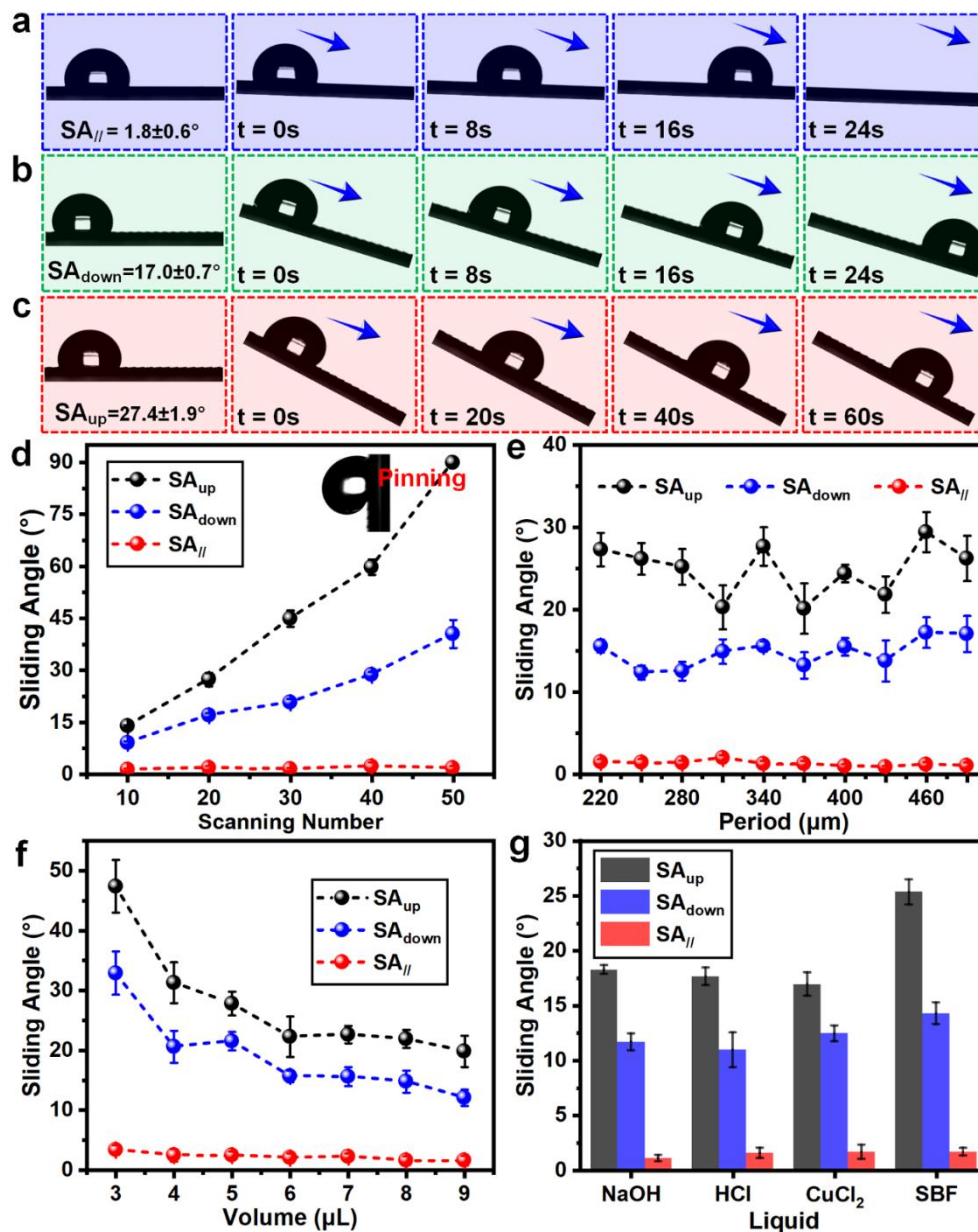 a
SA// = 1.8±0.6°
t = 0s
t = 8s
t = 16s
t = 24s
b
SAdown=17.0±0.7°
t = 0s
t = 8s
t = 16s
t = 24s
c
SAup=27.4±1.9°
t = 0s
t = 20s
t = 40s
t = 60s
d
SAup
SAdown
SA//
Pinning
Sliding Angle (°)
90
75
60
45
30
15
0
10
20
30
40
50
Scanning Number
e
SAup
SAdown
SA//
Sliding Angle (°)
40
30
20
10
0
220
280
340
400
460
Period (μm)
f
SAup
SAdown
SA//
Sliding Angle (°)
50
40
30
20
10
0
3
4
5
6
7
8
9
Volume (μL)
g
SAup
SAdown
SA//
Sliding Angle (°)
30
25
20
15
10
5
0
NaOH
HCl
CuCl₂
SBF
Liquid